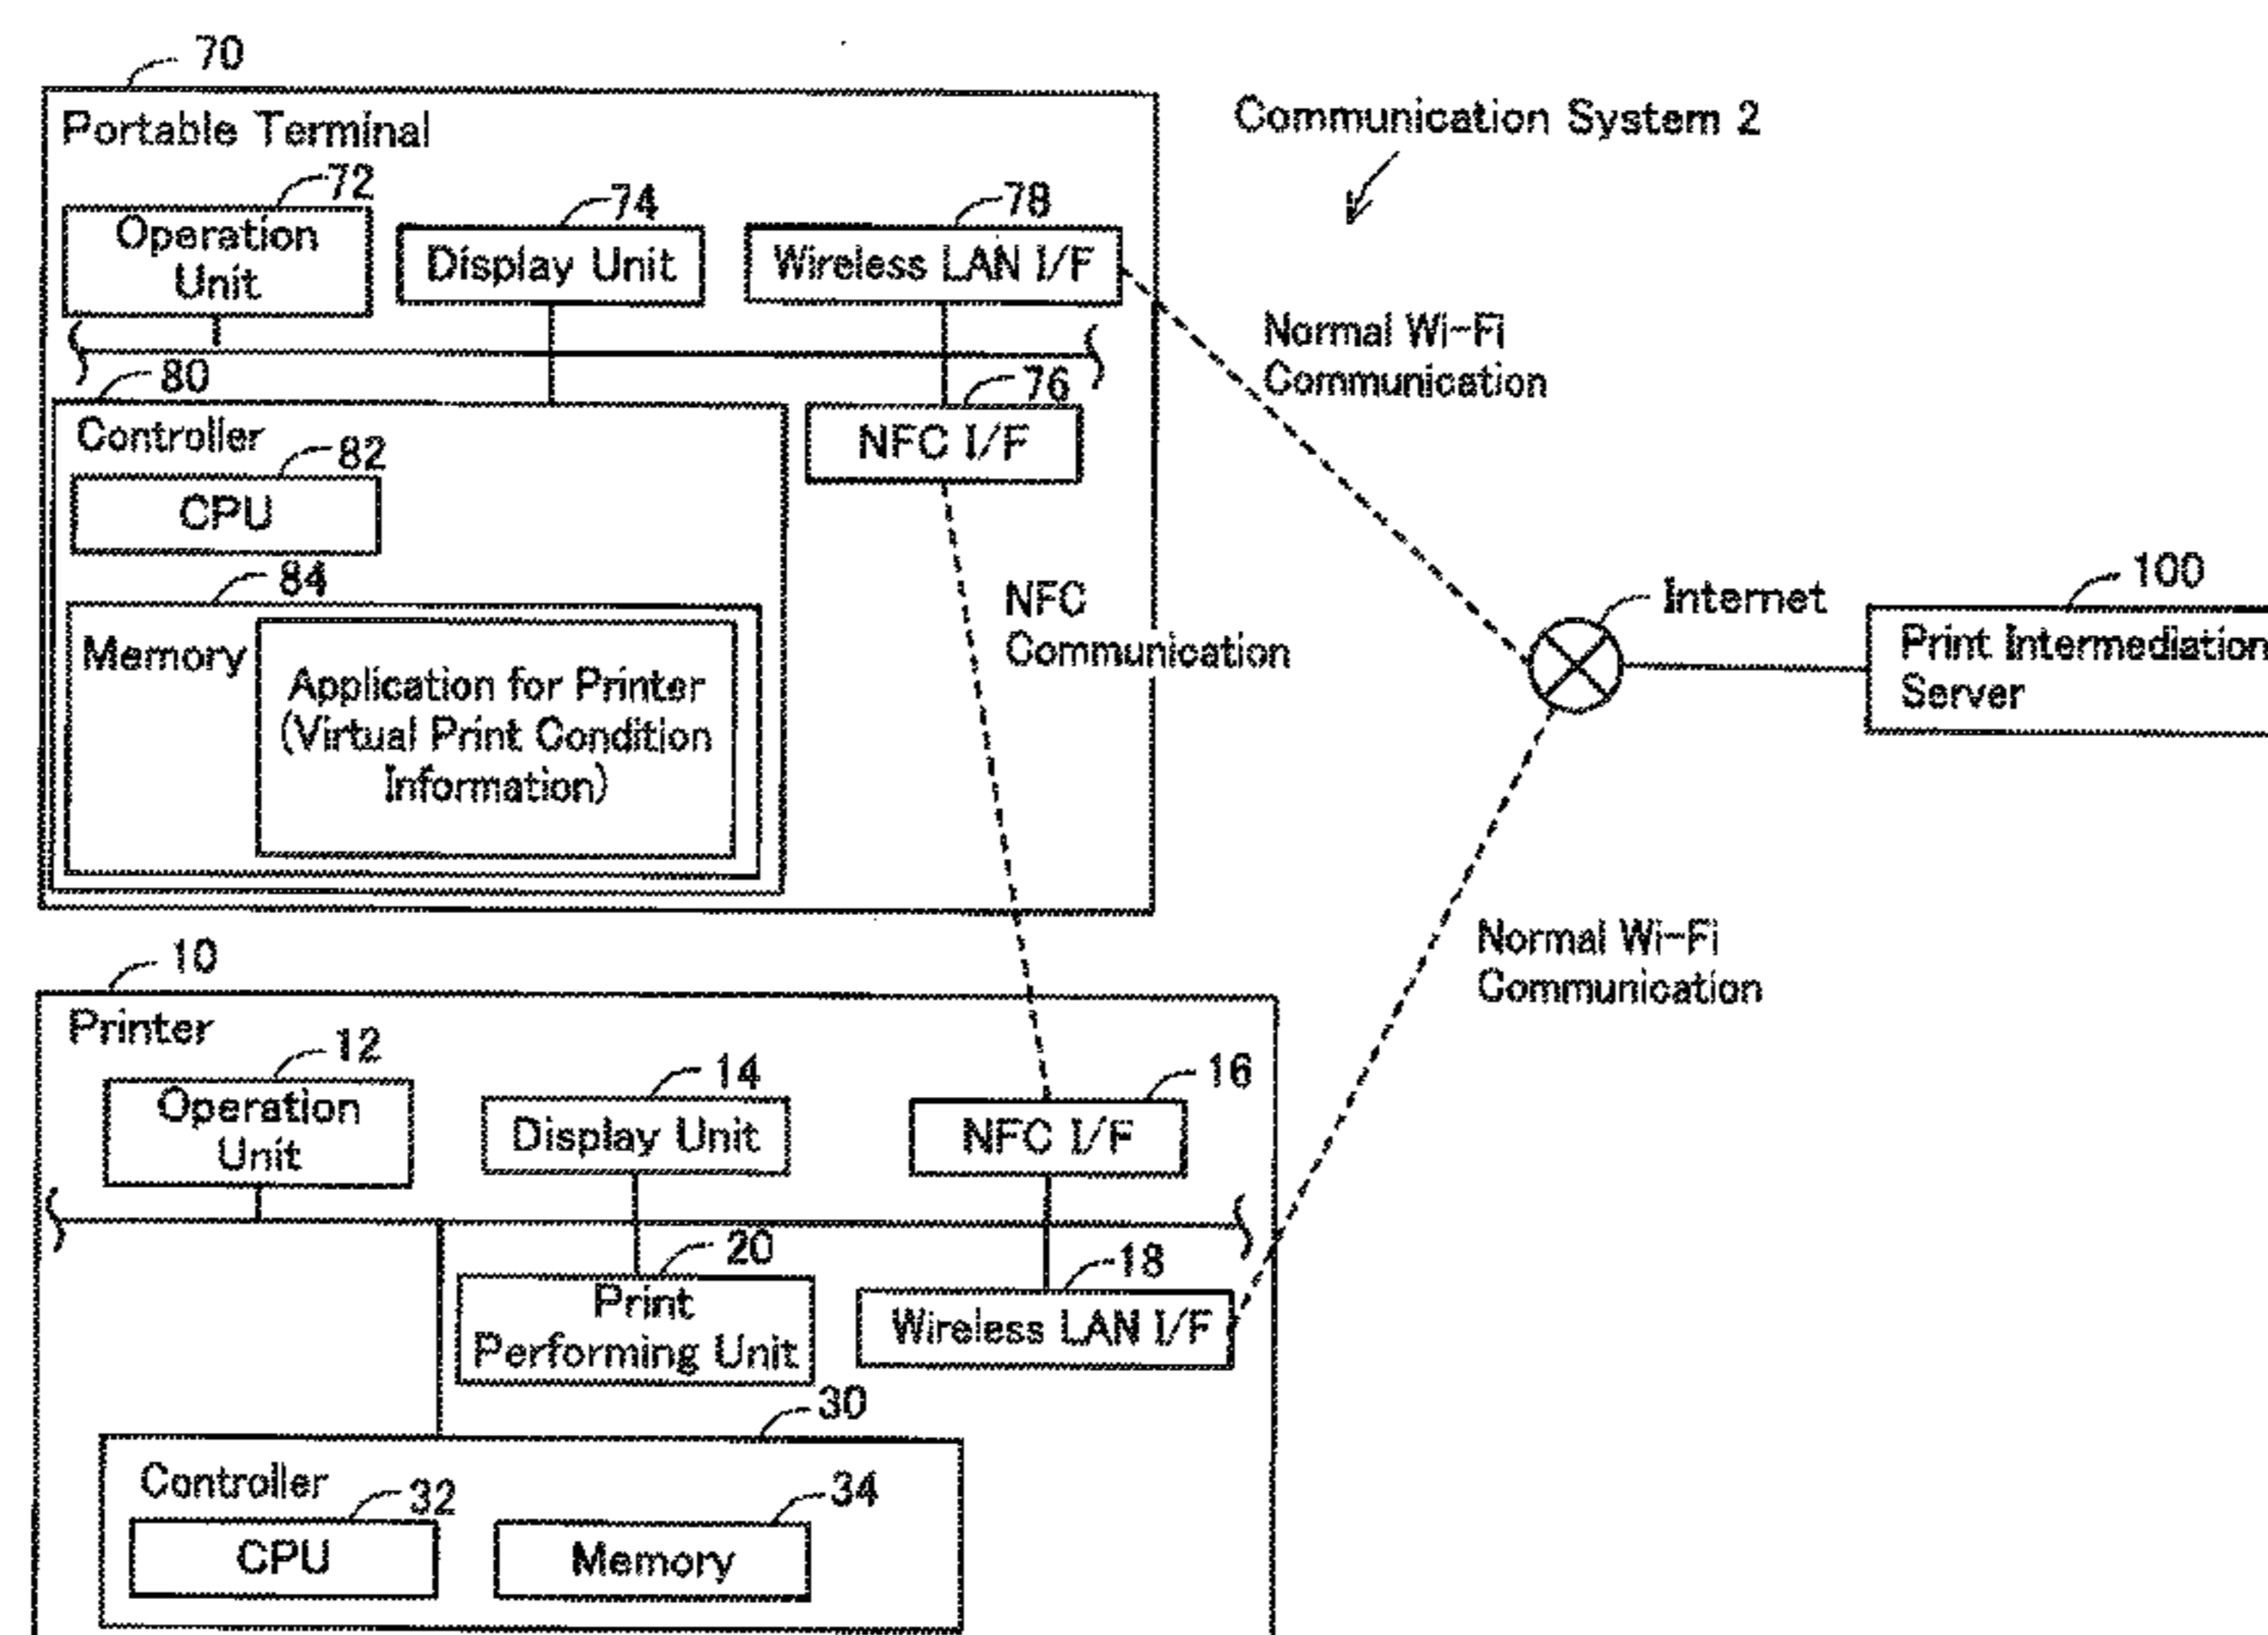 70
Portable Terminal
Communication System 2
72
Operation
Unit
74
Display Unit
78
Wireless LAN I/F
Normal Wi-Fi
Communication
80
Controller
76
NFC I/F
82
CPU
84
Memory
Application for Printer
(Virtual Print Condition
Information)
NFC
Communication
Internet
100
Print Intermediation
Server
10
Printer
Normal Wi-Fi
Communication
12
Operation
Unit
14
Display Unit
16
NFC I/F
20
Print
Performing Unit
18
Wireless LAN I/F
30
Controller
32
CPU
34
Memory